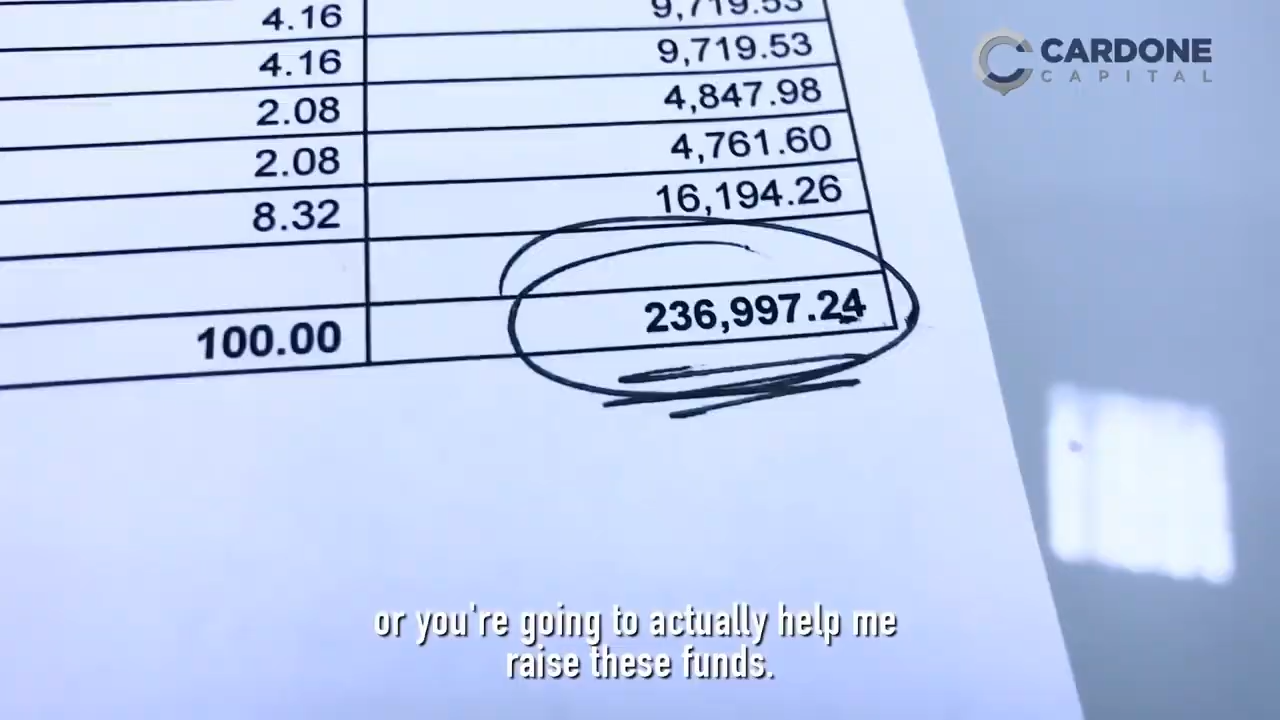 4.16 9,719.53
CARDONE
CAPITAL
4.16 9,719.53
2.08 4,847.98
2.08 4,761.60
8.32 16,194.26
100.00 236,997.24
or you're going to actually help me
raise these funds.